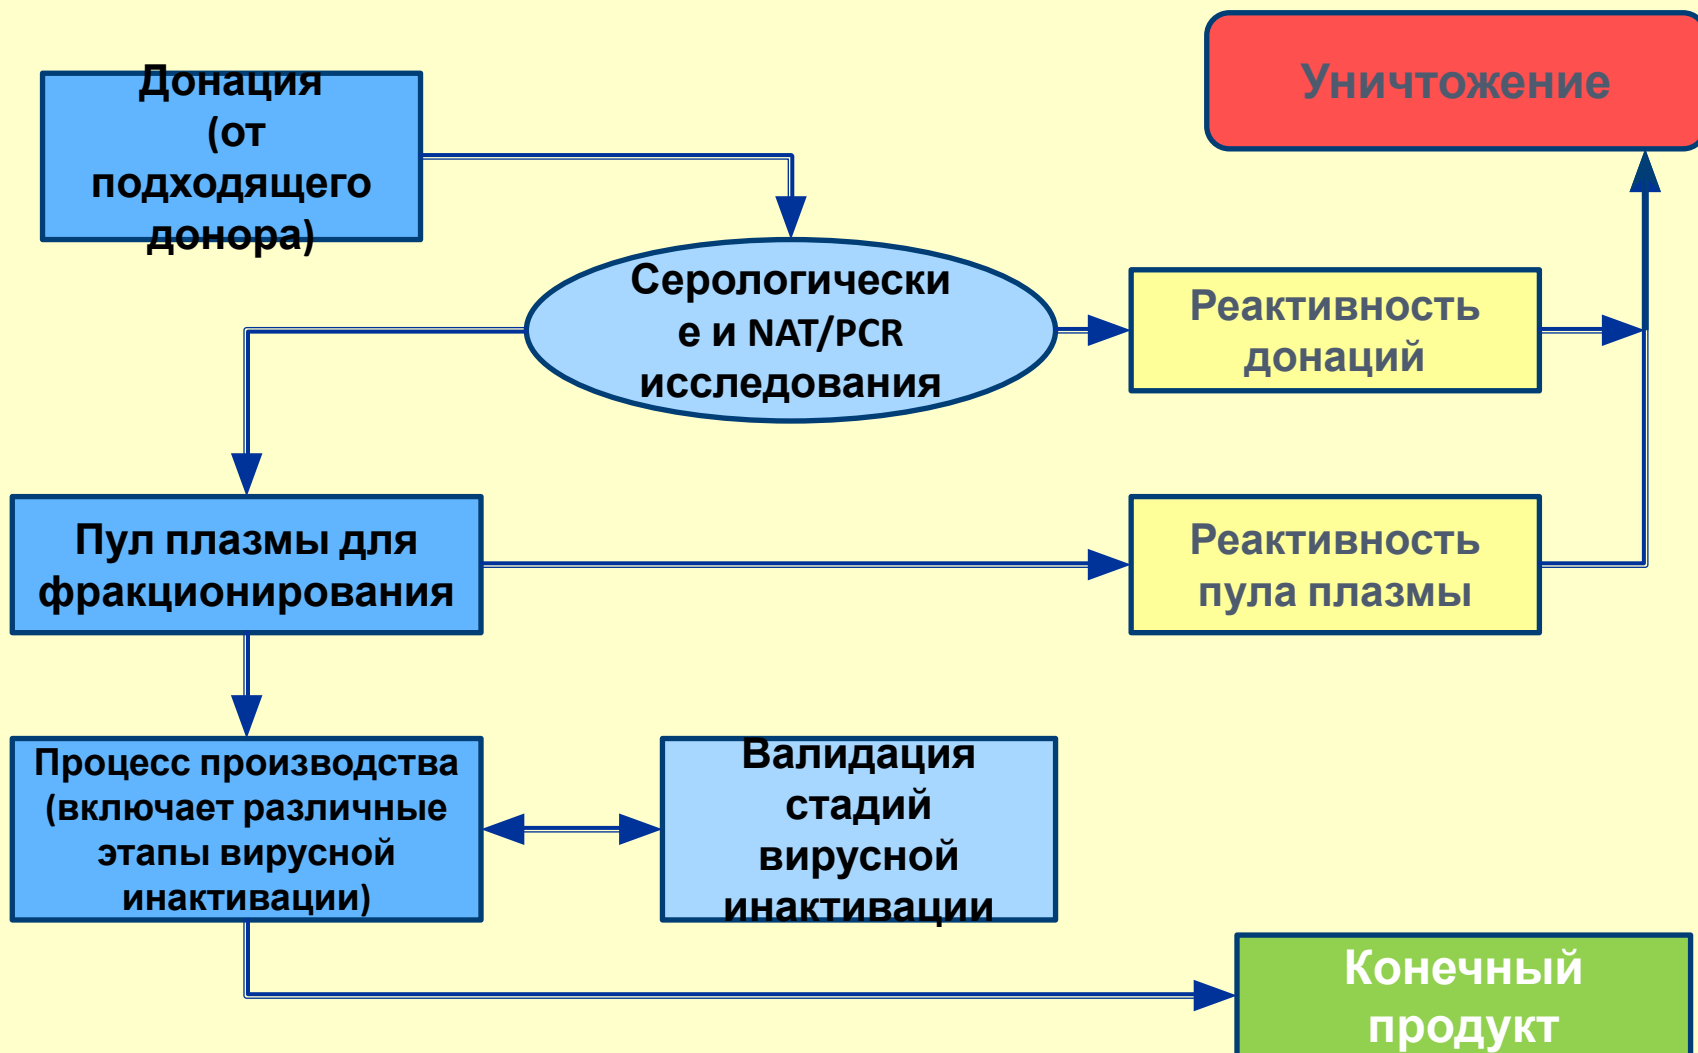 Уничтожение
Донация
(от
подходящего
донора)
Серологически
е и NAT/PCR
исследования
Реактивность
донаций
Пул плазмы для
фракционирования
Реактивность
пула плазмы
Процесс производства
(включает различные
этапы вирусной
инактивации)
Валидация
стадий
вирусной
инактивации
Конечный
продукт